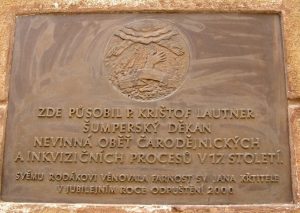 ZDE PŮSOBIL P. KRIŠTOF LAUTNER
ŠUMPERSKÝ DĚKAN
NEVINNÁ OBĚŤ ČARODĚJNICKÝCH
A INKVIZIČNÍCH PROCESŮ V 17. STOLETÍ
SVÉMU RODÁKOVI VĚNOVALA FARNOST SV. JANA KŘTITELE
V JUBILEJNÍM ROCE ODPUŠTĚNÍ 2000